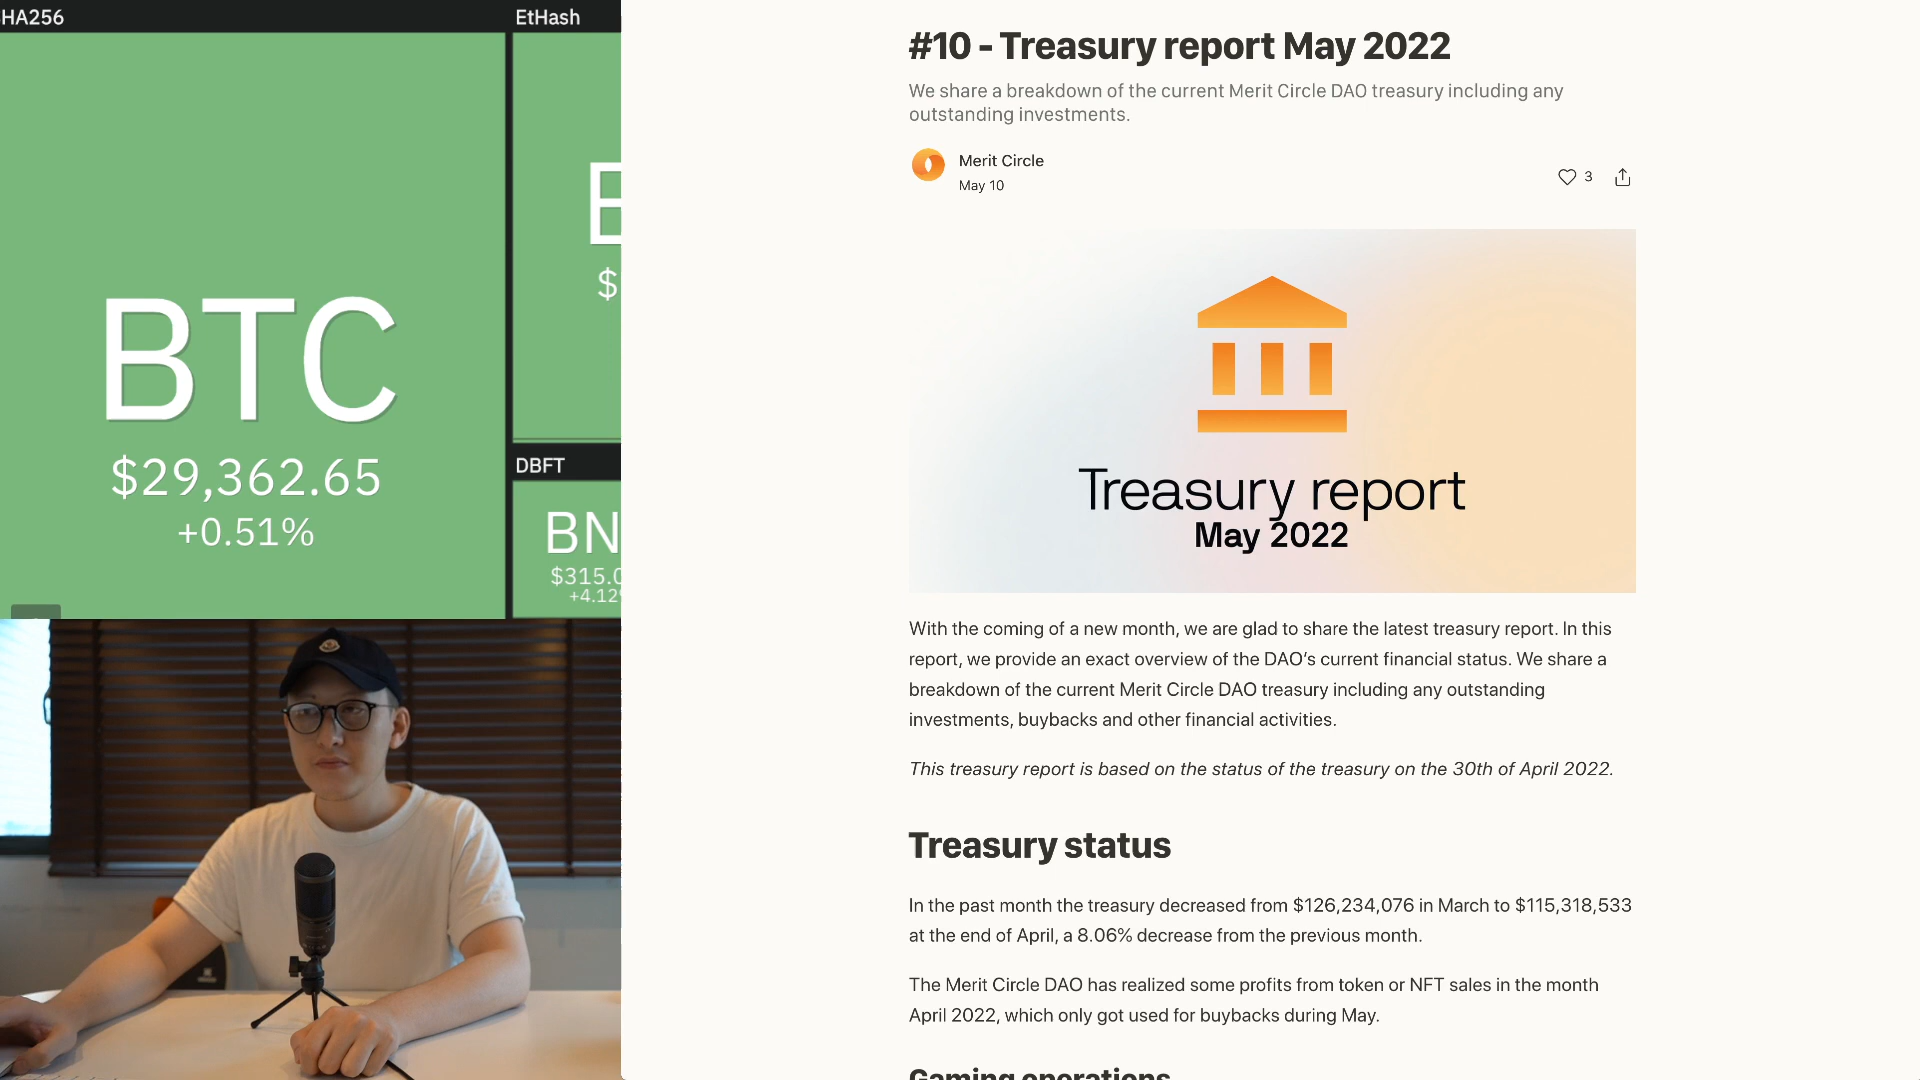 HA256
EtHash
BTC
$29,362.65
+0.51%
$
DBFT
BN
$315.0
+4.12%
#10 - Treasury report May 2022
We share a breakdown of the current Merit Circle DAO treasury including any
outstanding investments.
Merit Circle
May 10
3
Treasury report
May 2022
With the coming of a new month, we are glad to share the latest treasury report. In this
report, we provide an exact overview of the DAO’s current financial status. We share a
breakdown of the current Merit Circle DAO treasury including any outstanding
investments, buybacks and other financial activities.
This treasury report is based on the status of the treasury on the 30th of April 2022.
Treasury status
In the past month the treasury decreased from $126,234,076 in March to $115,318,533
at the end of April, a 8.06% decrease from the previous month.
The Merit Circle DAO has realized some profits from token or NFT sales in the month
April 2022, which only got used for buybacks during May.
Gaming operations